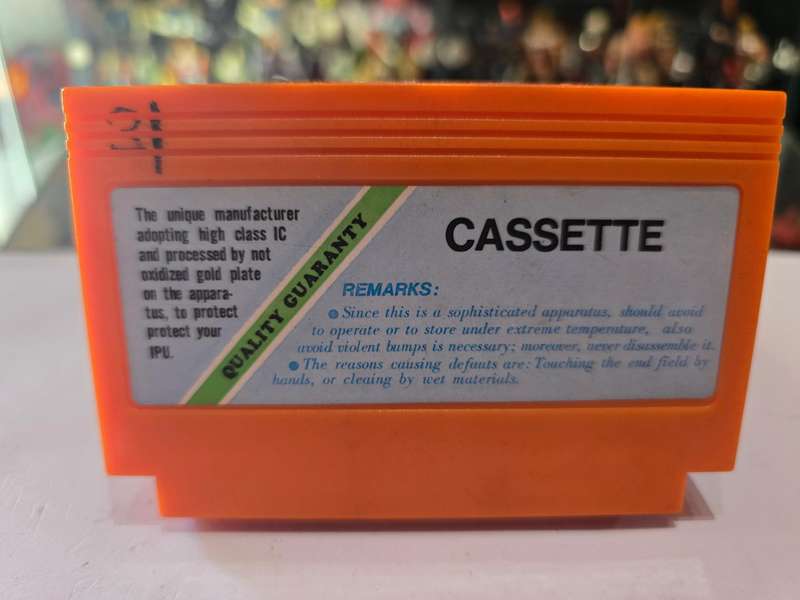 The unique manufacturer
adopting high class IC
and processed by not
oxidized gold plate
on the appara-
tus, to protect
protect your
IPU.
QUALITY GUARANTY
CASSETTE
REMARKS:
● Since this is a sophisticated apparatus, should avoid
to operate or to store under extreme temperature, also
avoid violent bumps is necessary; moreover, never disassemble it.
● The reasons causing defauts are: Touching the end field by
hands, or cleaing by wet materials.